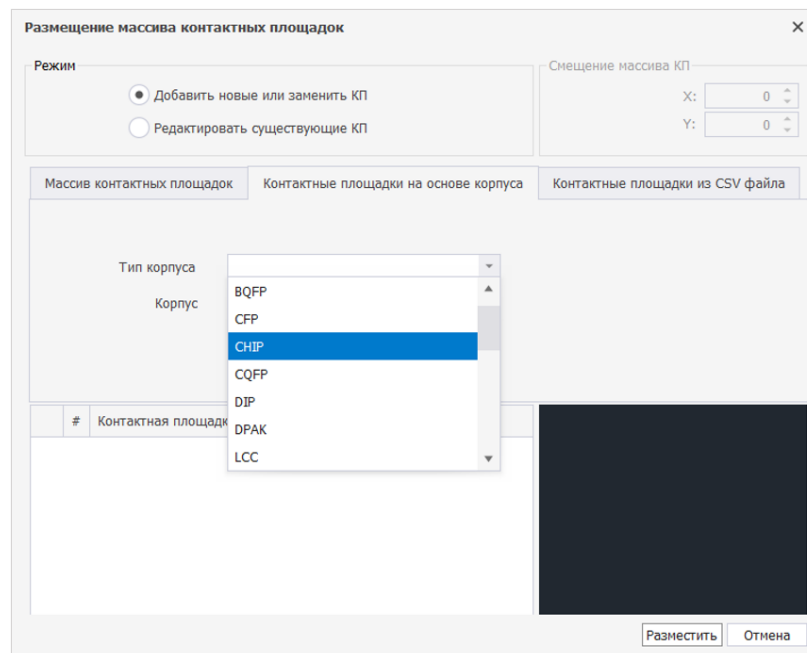 Размещение массива контактных площадок
Режим
Добавить новые или заменить КП
Редактировать существующие КП
Смещение массива КП
X: 0
Y: 0
Массив контактных площадок Контактные площадки на основе корпуса Контактные площадки из CSV файла
Тип корпуса
Корпус
BQFP
CFP
CHIP
CQFP
DIP
DPAK
LCC
# Контактная площадк
Разместить Отмена